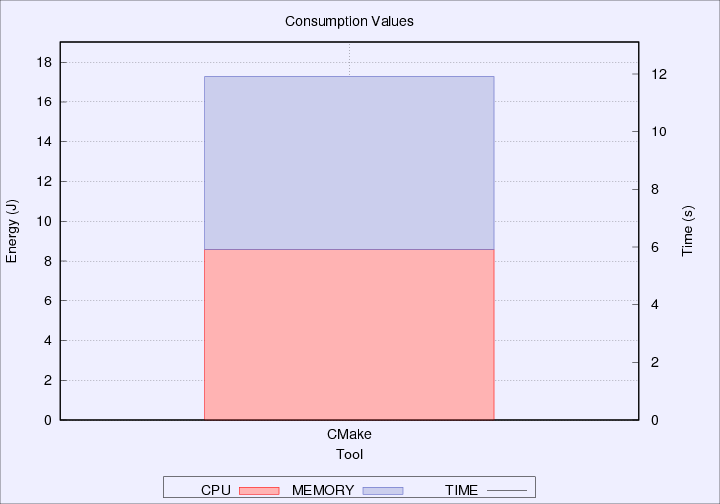 Consumption Values
18
16
14
12
10
8
6
4
2
0
Energy (J)
12
10
8
6
4
2
0
Time (s)
CMake
Tool
CPU MEMORY TIME